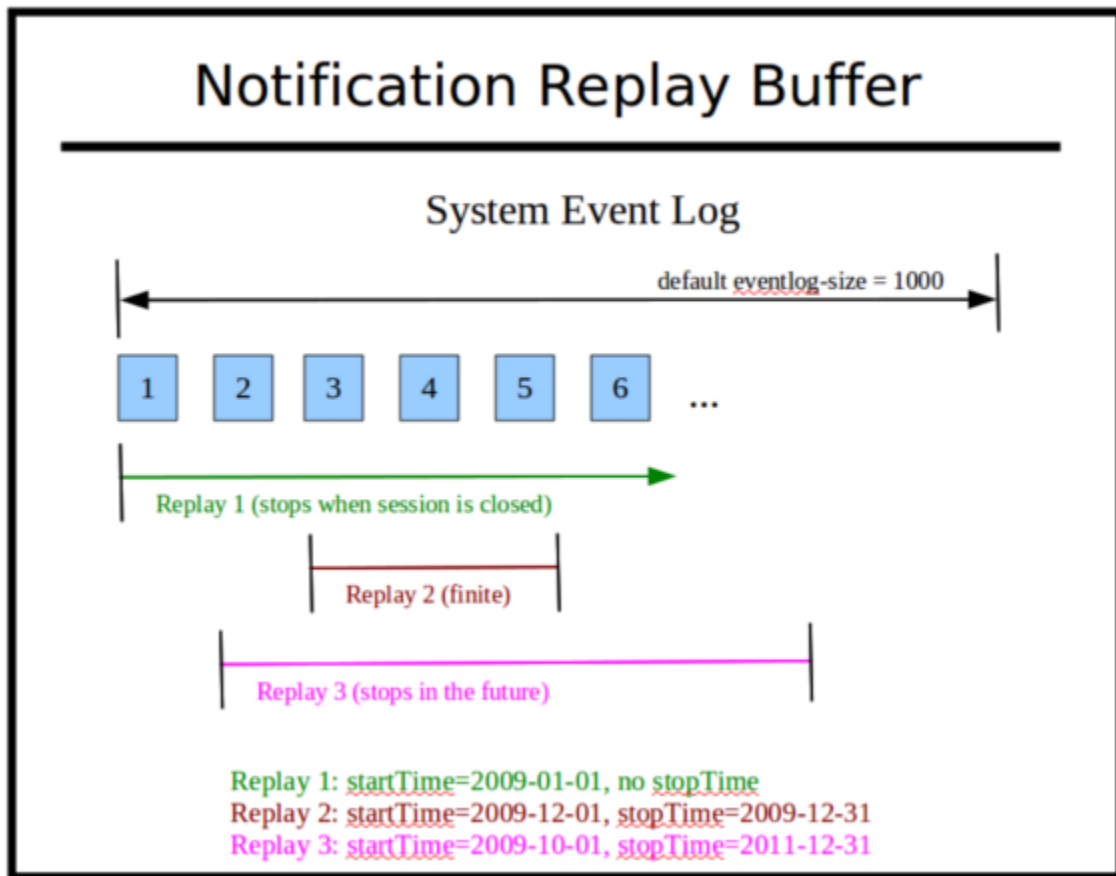 Notification Replay Buffer
System Event Log
default eventlog-size = 1000
1 2 3 4 5 6 ...
Replay 1 (stops when session is closed)
Replay 2 (finite)
Replay 3 (stops in the future)
Replay 1: startTime=2009-01-01, no stopTime
Replay 2: startTime=2009-12-01, stopTime=2009-12-31
Replay 3: startTime=2009-10-01, stopTime=2011-12-31